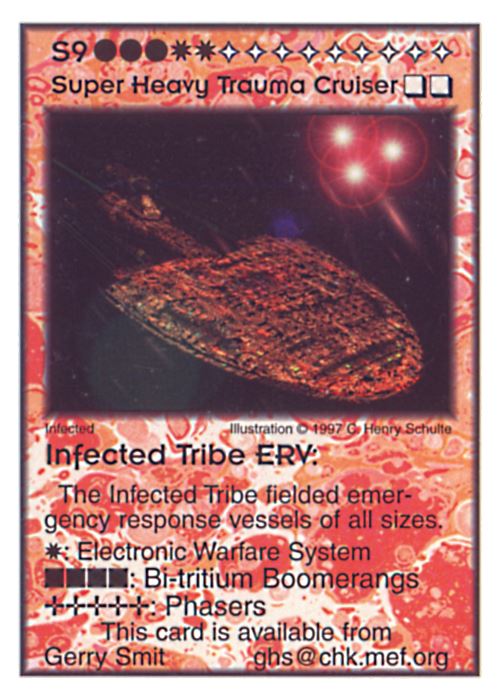 S9 ●●●✷✷✧✧✧✧✧✧✧✧✧
Super Heavy Trauma Cruiser❑❑
Infected Illustration © 1997 C. Henry Schulte
Infected Tribe ERV:
The Infected Tribe fielded emer-
gency response vessels of all sizes.
✷: Electronic Warfare System
■■■■: Bi-tritium Boomerangs
✛✛✛✛✛: Phasers
This card is available from
Gerry Smit ghs@chk.mef.org